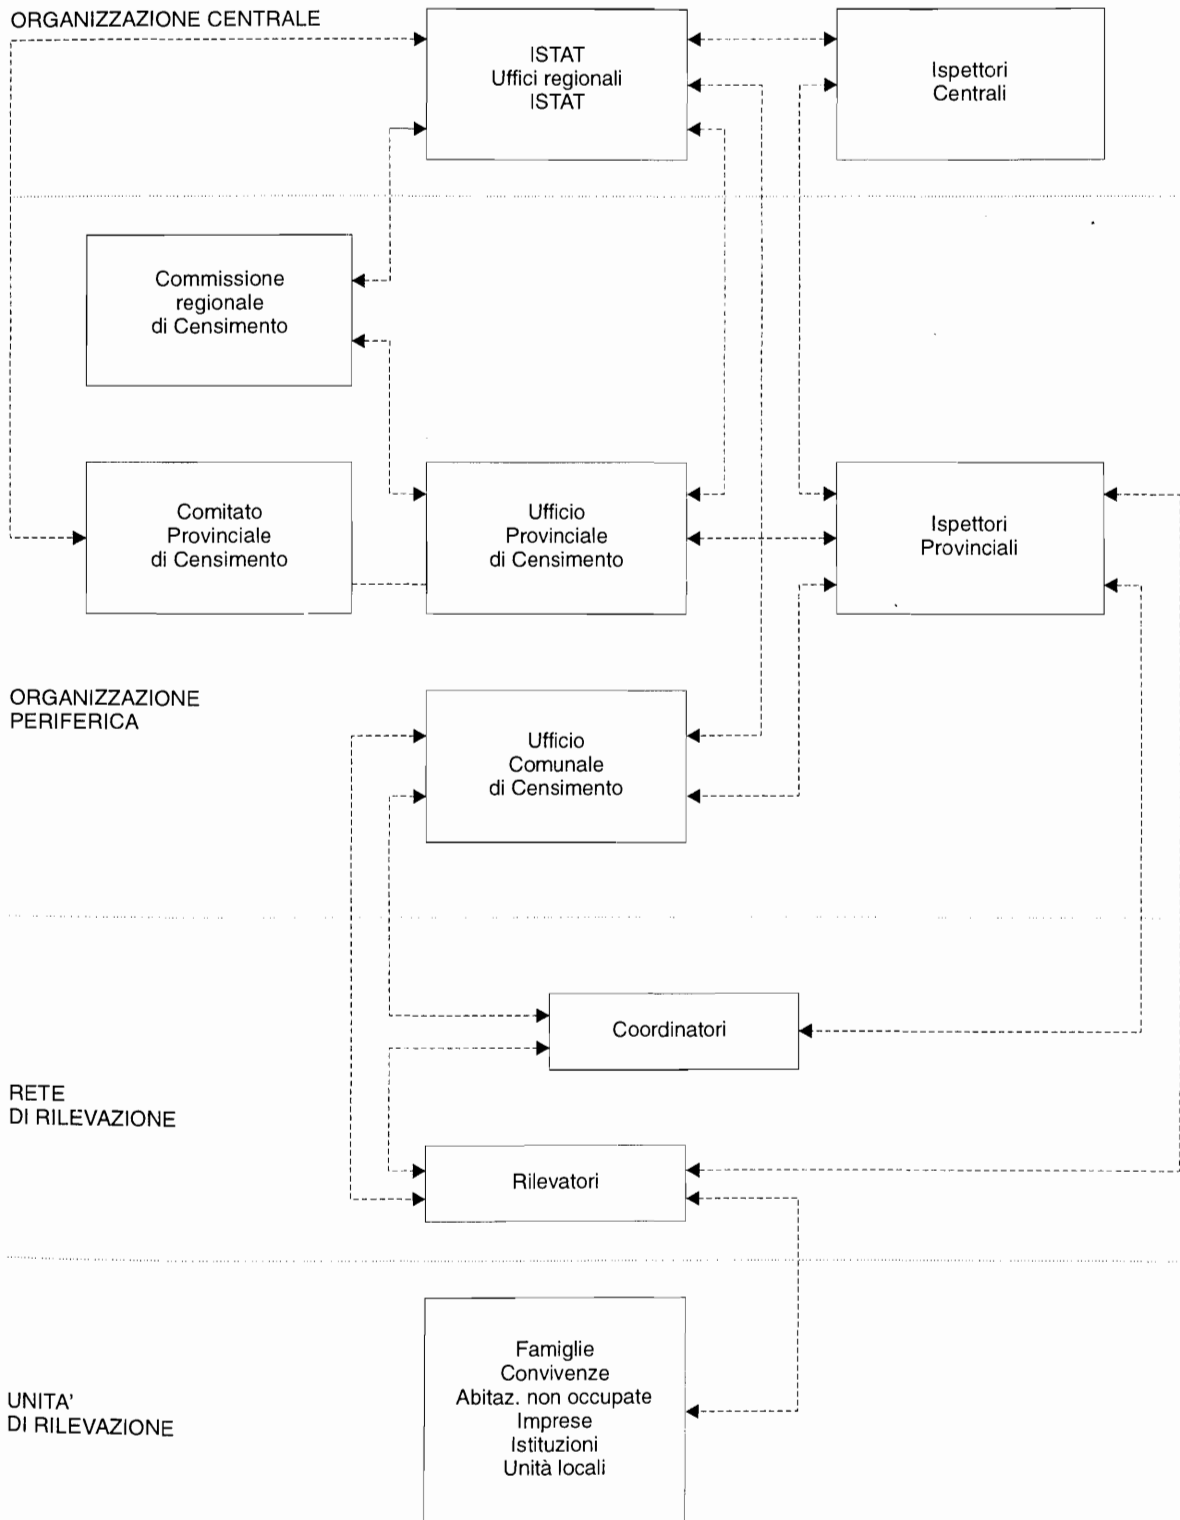 ORGANIZZAZIONE CENTRALE
ISTAT
Uffici regionali
ISTAT
Ispettori
Centrali
Commissione
regionale
di Censimento
Comitato
Provinciale
di Censimento
Ufficio
Provinciale
di Censimento
Ispettori
Provinciali
ORGANIZZAZIONE
PERIFERICA
Ufficio
Comunale
di Censimento
Coordinatori
RETE
DI RILEVAZIONE
Rilevatori
UNITA'
DI RILEVAZIONE
Famiglie
Convivenze
Abitaz. non occupate
Imprese
Istituzioni
Unità locali